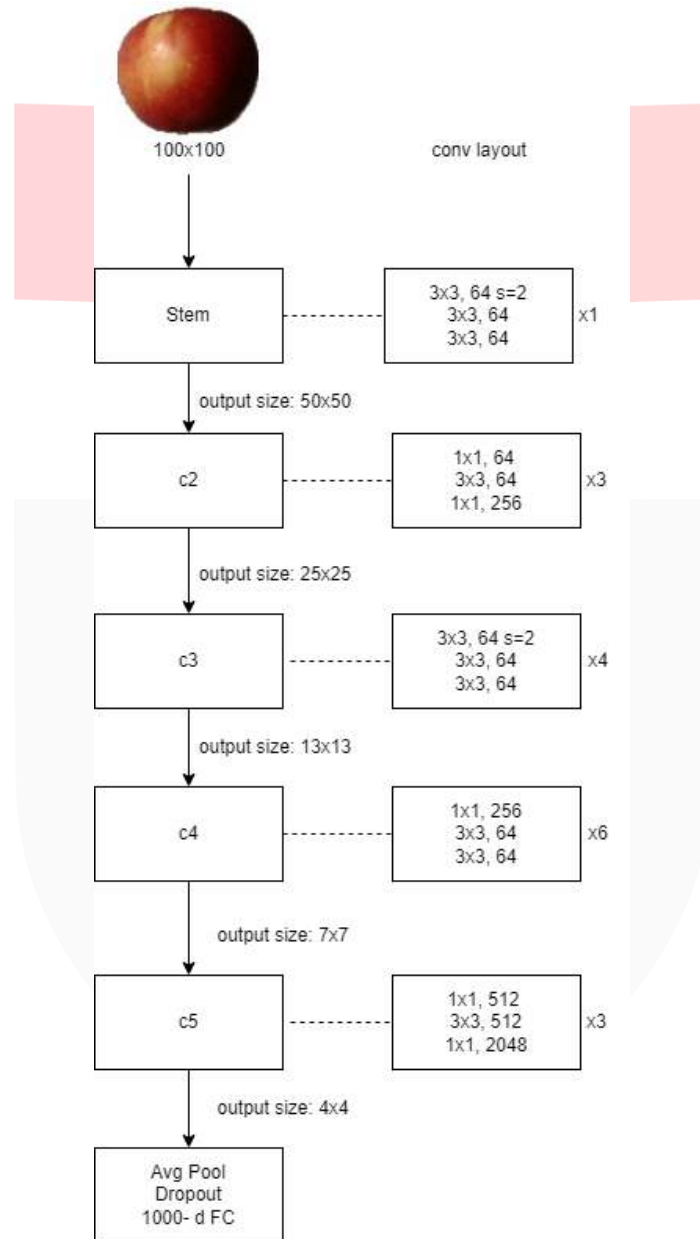 100x100
conv layout
Stem
3x3, 64 s=2
3x3, 64
3x3, 64
x1
output size: 50x50
c2
1x1, 64
3x3, 64
1x1, 256
x3
output size: 25x25
c3
3x3, 64 s=2
3x3, 64
3x3, 64
x4
output size: 13x13
c4
1x1, 256
3x3, 64
3x3, 64
x6
output size: 7x7
c5
1x1, 512
3x3, 512
1x1, 2048
x3
output size: 4x4
Avg Pool
Dropout
1000- d FC